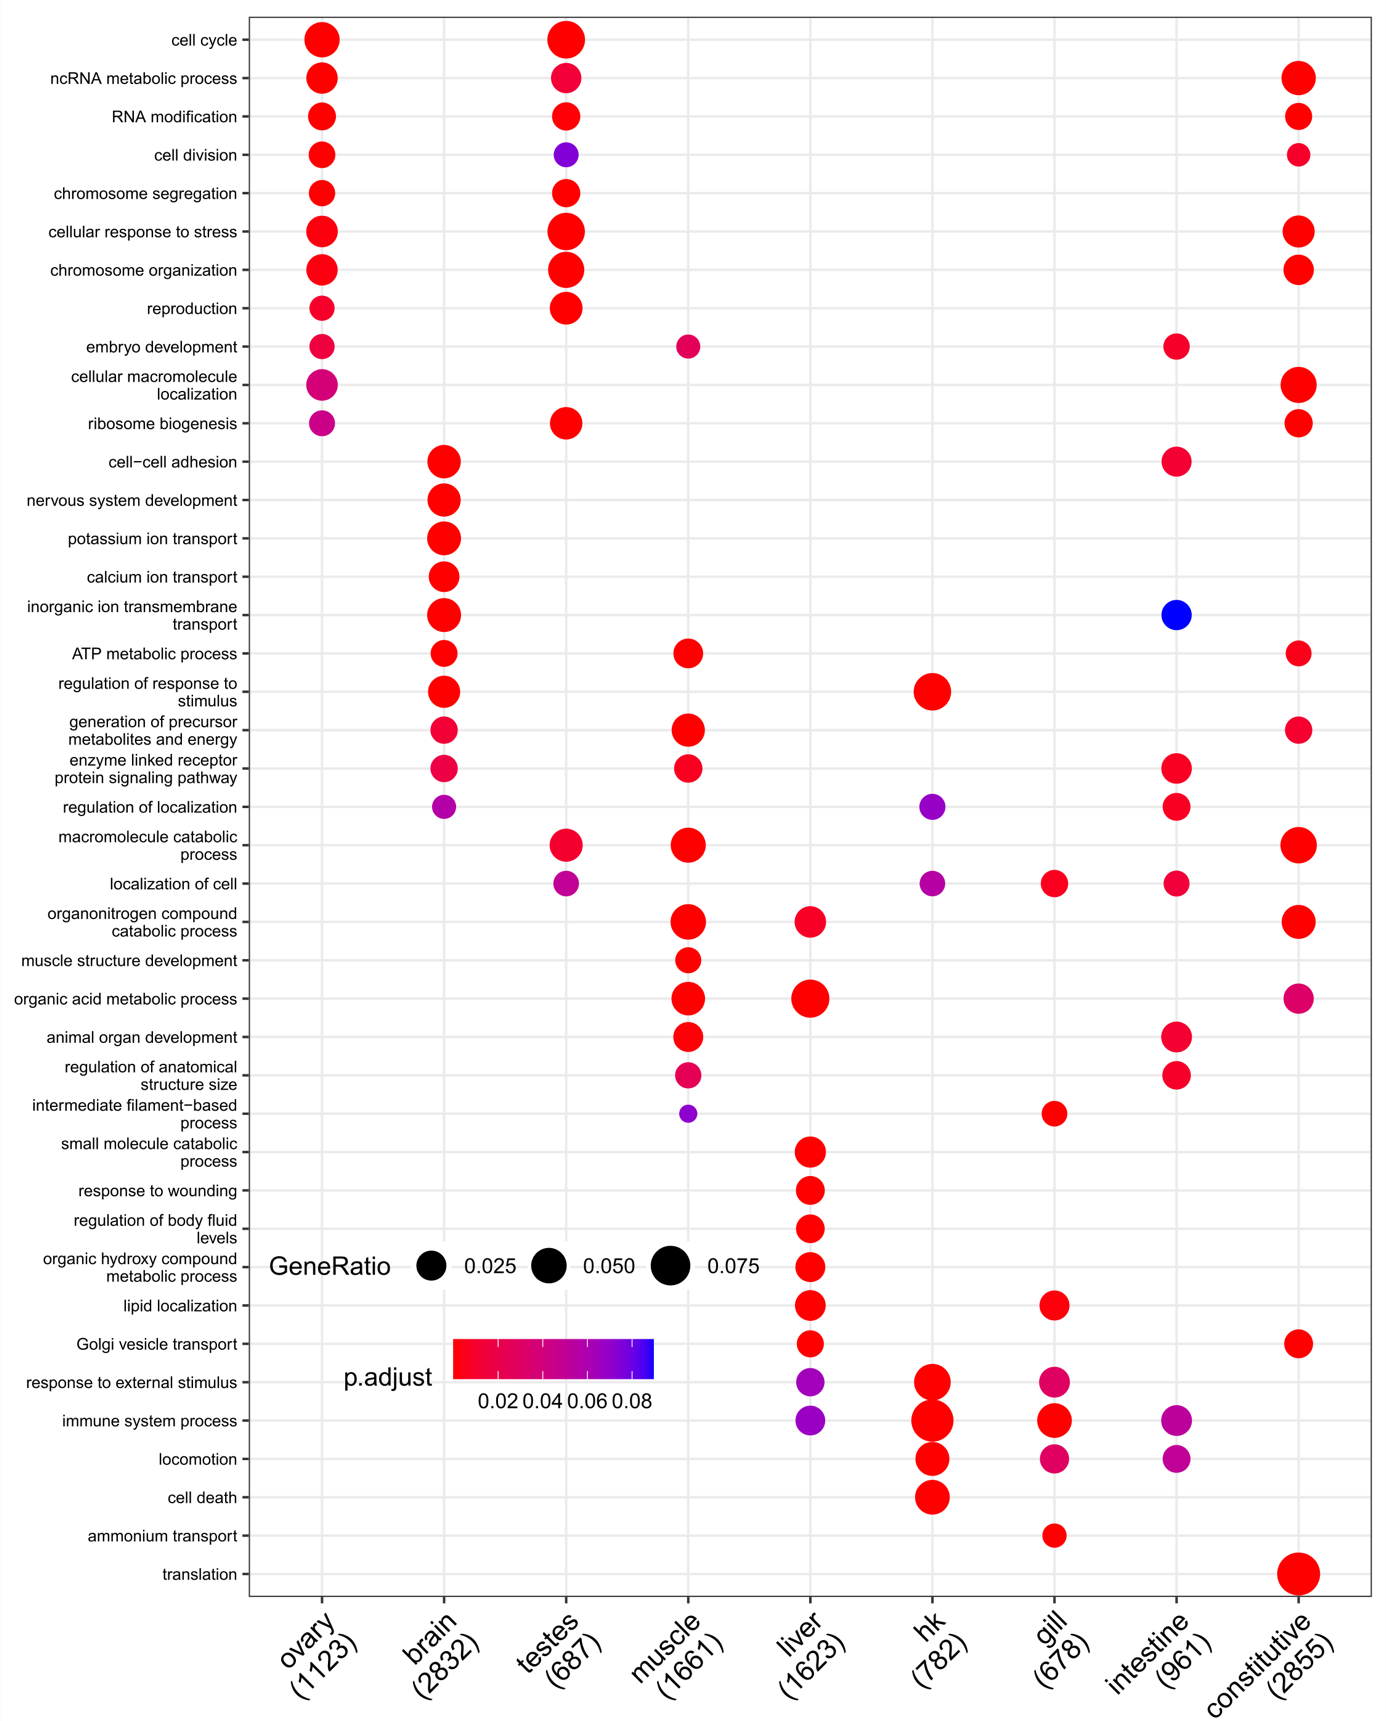 cell cycle
ncRNA metabolic process
RNA modification
cell division
chromosome segregation
cellular response to stress
chromosome organization
reproduction
embryo development
cellular macromolecule
localization
ribosome biogenesis
cell−cell adhesion
nervous system development
potassium ion transport
calcium ion transport
inorganic ion transmembrane
transport
ATP metabolic process
regulation of response to
stimulus
generation of precursor
metabolites and energy
enzyme linked receptor
protein signaling pathway
regulation of localization
macromolecule catabolic
process
localization of cell
organonitrogen compound
catabolic process
muscle structure development
organic acid metabolic process
animal organ development
regulation of anatomical
structure size
intermediate filament−based
process
small molecule catabolic
process
response to wounding
regulation of body fluid
levels
organic hydroxy compound
metabolic process
lipid localization
Golgi vesicle transport
response to external stimulus
immune system process
locomotion
cell death
ammonium transport
translation
GeneRatio 0.025 0.050 0.075
p.adjust
0.02 0.04 0.06 0.08
ovary
(1123)
brain
(2832)
testes
(687)
muscle
(1661)
liver
(1623)
hk
(782)
gill
(678)
intestine
(961)
constitutive
(2855)